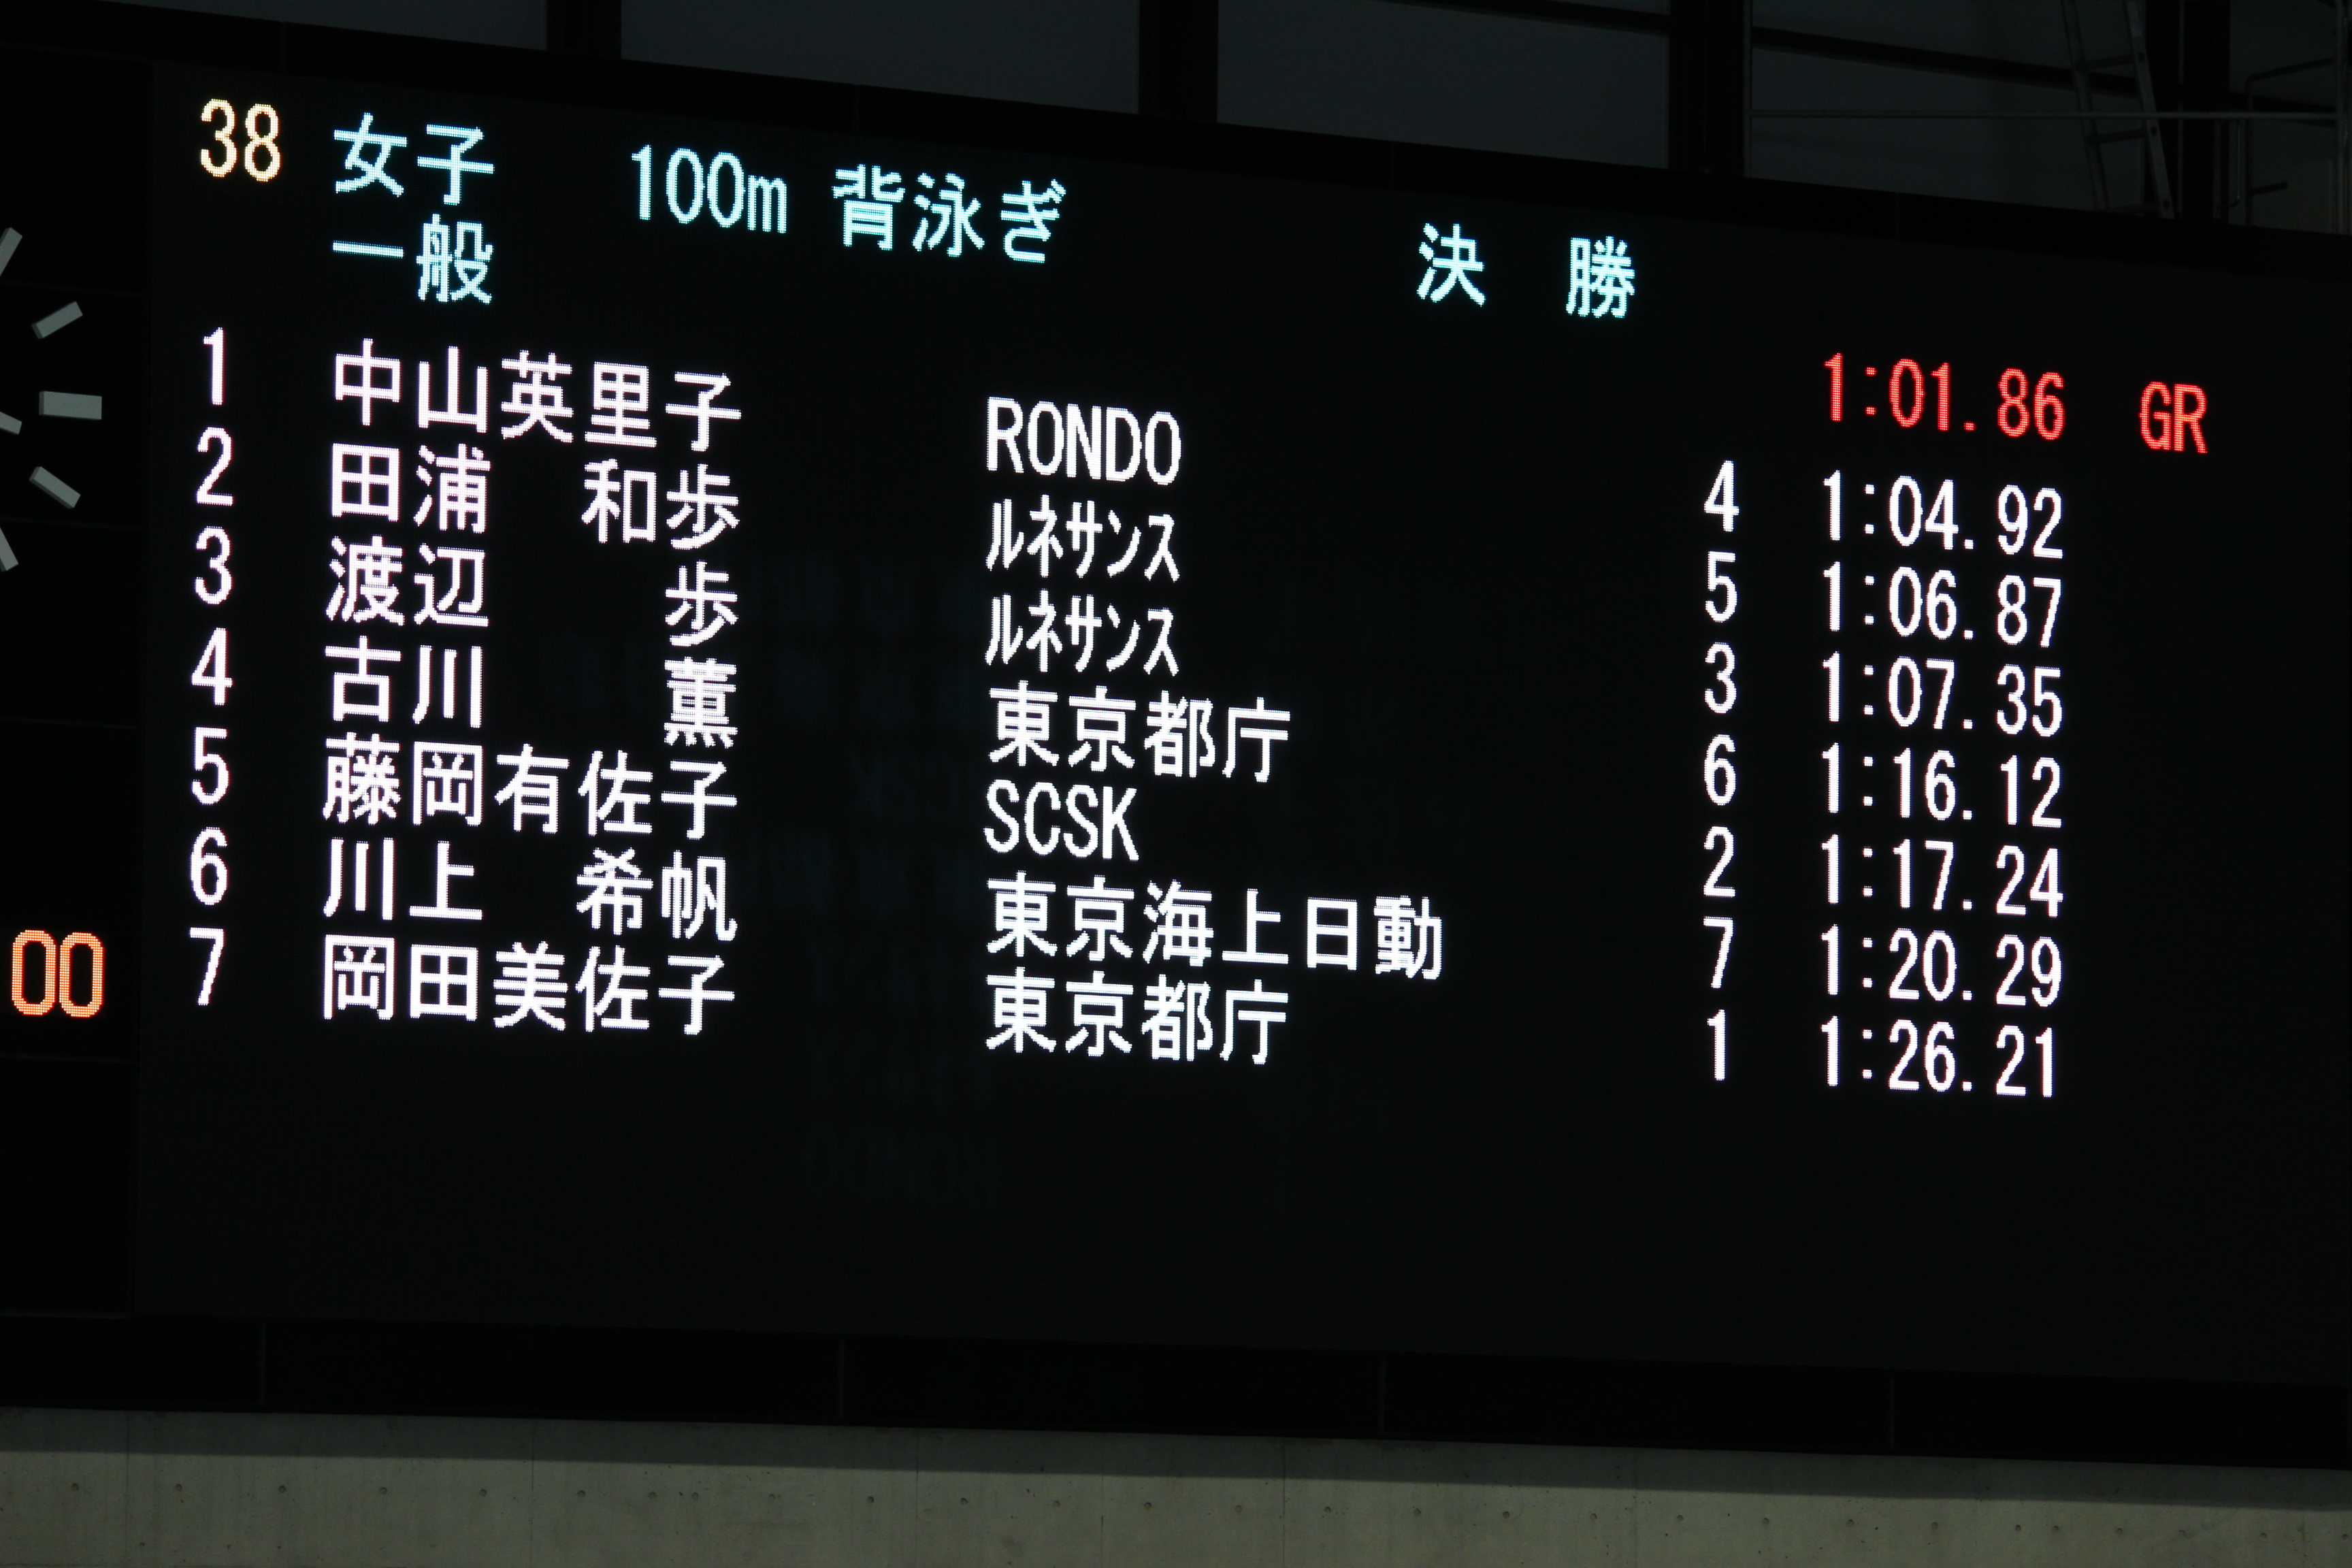 38 女子 100m 背泳ぎ 決 勝
一般
1:01.86 GR
1 中山英里子 RONDO 4 1:04.92
2 田浦 和歩 ルネサンス 5 1:06.87
3 渡辺 歩 ルネサンス 3 1:07.35
4 古川 薫 東京都庁 6 1:16.12
5 藤岡有佐子 SCSK 2 1:17.24
6 川上 希帆 東京海上日動 7 1:20.29
7 岡田美佐子 東京都庁 1 1:26.21
00